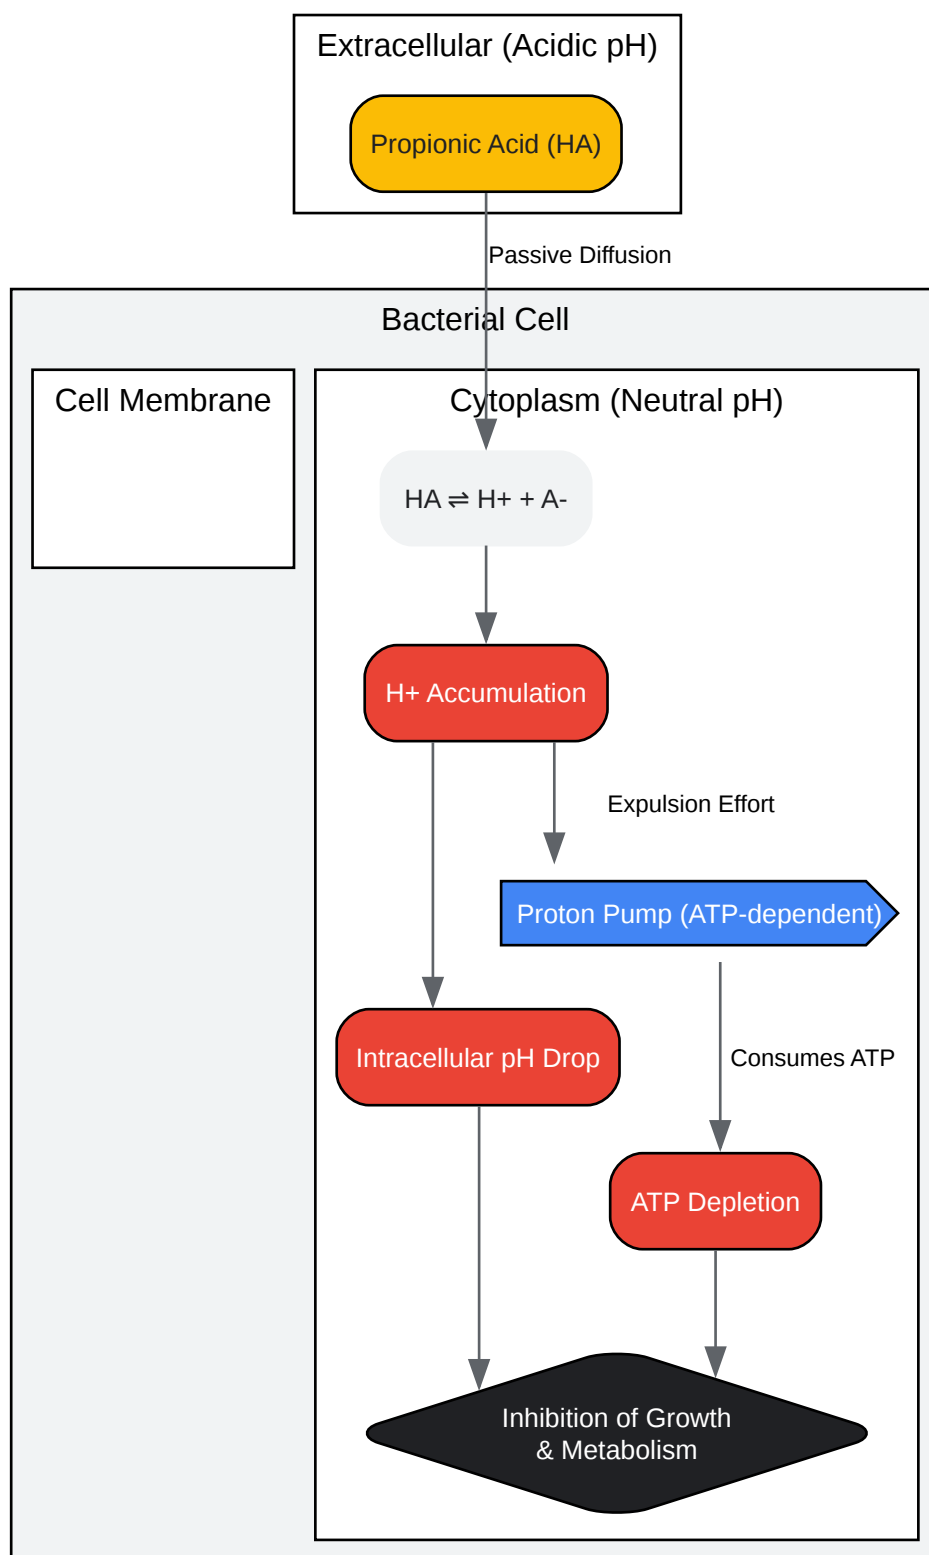 Extracellular (Acidic pH)
Propionic Acid (HA)
Passive Diffusion
Bacterial Cell
Cell Membrane
Cytoplasm (Neutral pH)
HA ⇌ H+ + A-
H+ Accumulation
Expulsion Effort
Proton Pump (ATP-dependent)
Intracellular pH Drop
Consumes ATP
ATP Depletion
Inhibition of Growth
& Metabolism